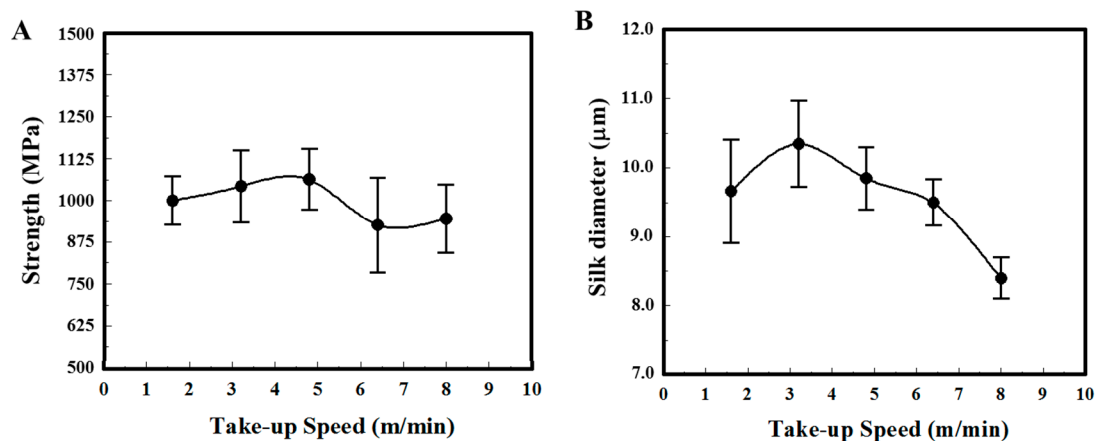 A
Strength (MPa)
1500
1375
1250
1125
1000
875
750
625
500
0 1 2 3 4 5 6 7 8 9 10
Take-up Speed (m/min)
B
Silk diameter (μm)
12.0
11.0
10.0
9.0
8.0
7.0
0 1 2 3 4 5 6 7 8 9 10
Take-up Speed (m/min)